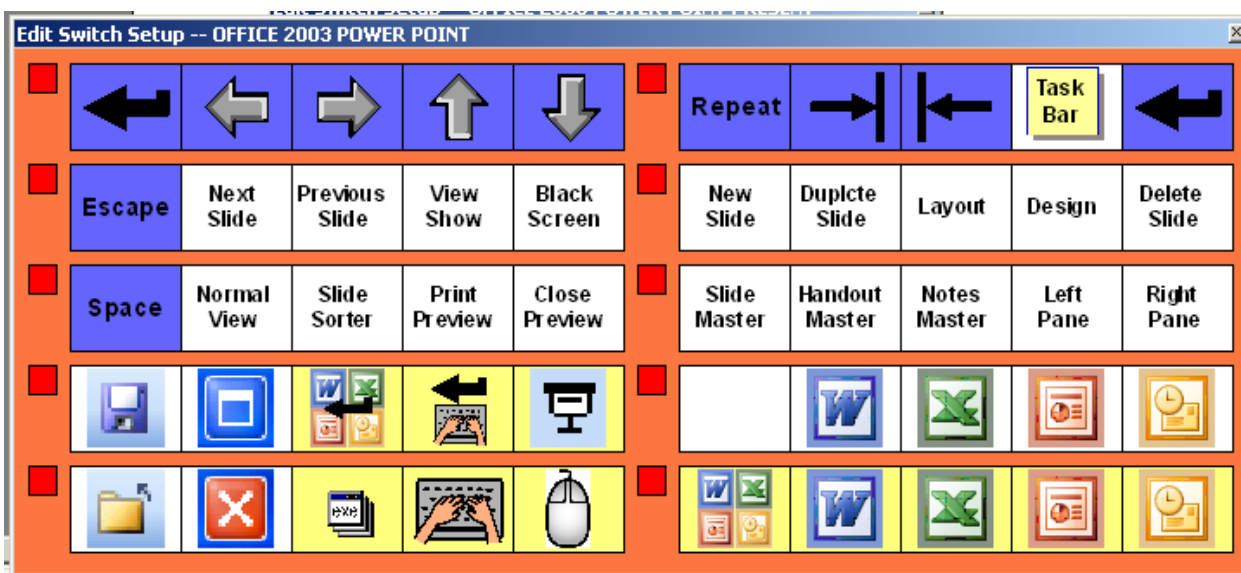 Edit Switch Setup -- OFFICE 2003 POWER POINT
Repeat
Task
Bar
Escape
Next
Slide
Previous
Slide
View
Show
Black
Screen
New
Slide
Duplcte
Slide
Layout
Design
Delete
Slide
Space
Normal
View
Slide
Sorter
Print
Preview
Close
Preview
Slide
Master
Handout
Master
Notes
Master
Left
Pane
Right
Pane
W
X
W
X
exe
W
X
W
X